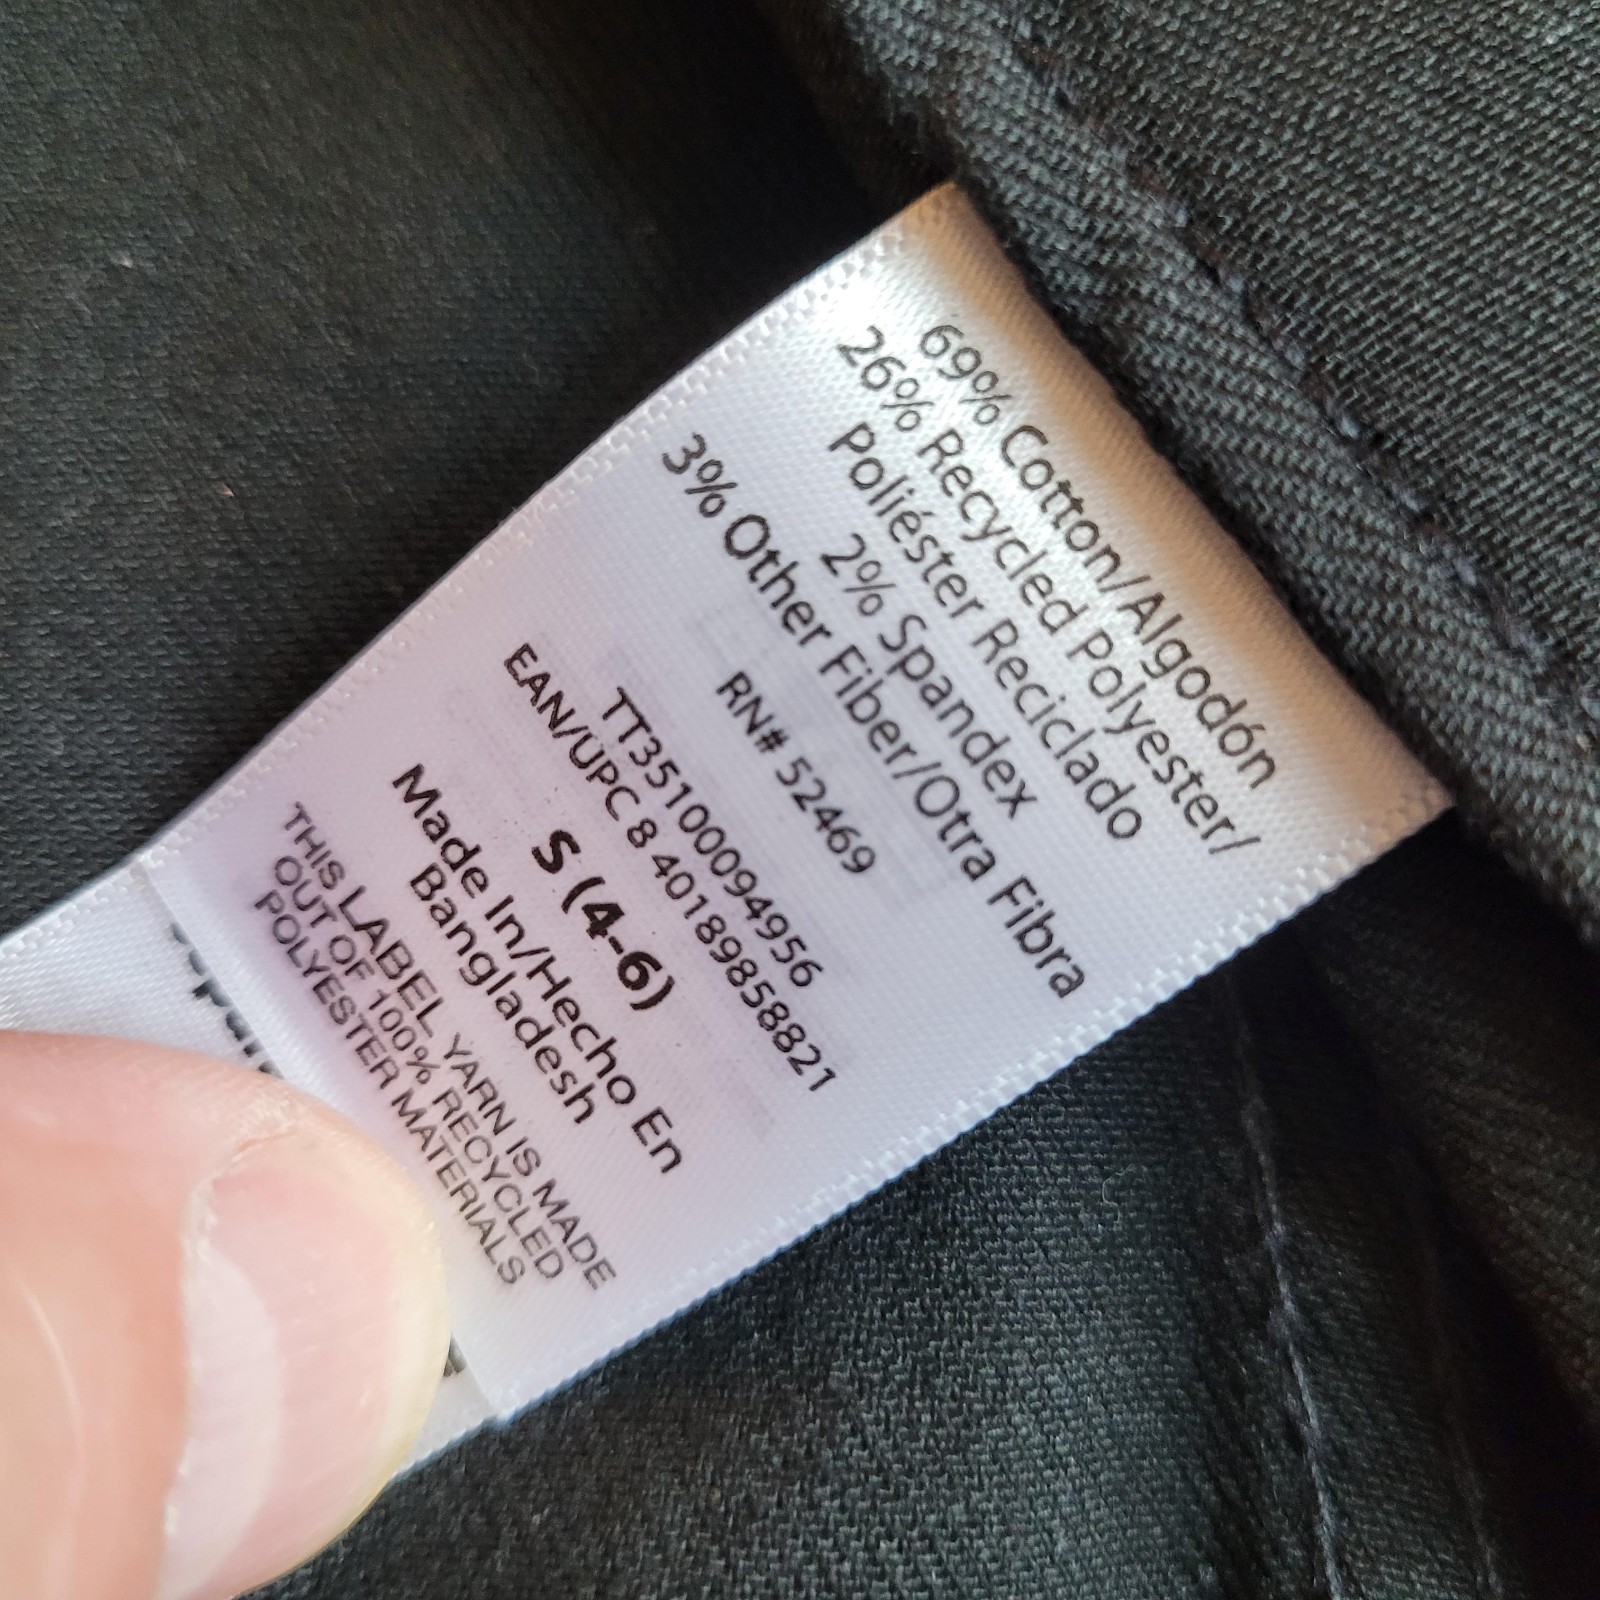 69% Cotton/Algodón
26% Recycled Polyester/
Poliéster Reciclado
2% Spandex
3% Other Fiber/Otra Fibra
RN# 52469
TT35100094956
EAN/UPC 8 40189858821
S (4-6)
Made In/Hecho En
Bangladesh
THIS LABEL YARN IS MADE
OUT OF 100% RECYCLED
POLYESTER MATERIALS